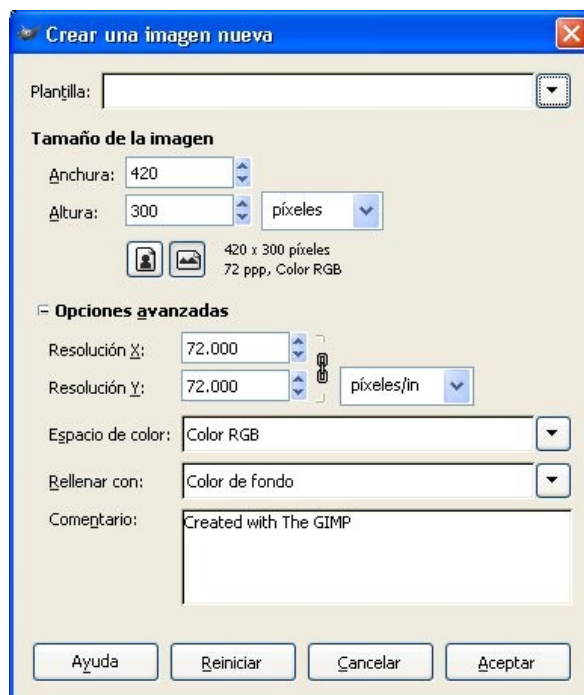 Crear una imagen nueva
Plantilla:
Tamaño de la imagen
Anchura: 420
Altura: 300 píxeles
420 x 300 píxeles
72 ppp, Color RGB
Opciones avanzadas
Resolución X: 72.000
Resolución Y: 72.000 píxeles/in
Espacio de color: Color RGB
Rellenar con: Color de fondo
Comentario: Created with The GIMP
Ayuda Reiniciar Cancelar Aceptar